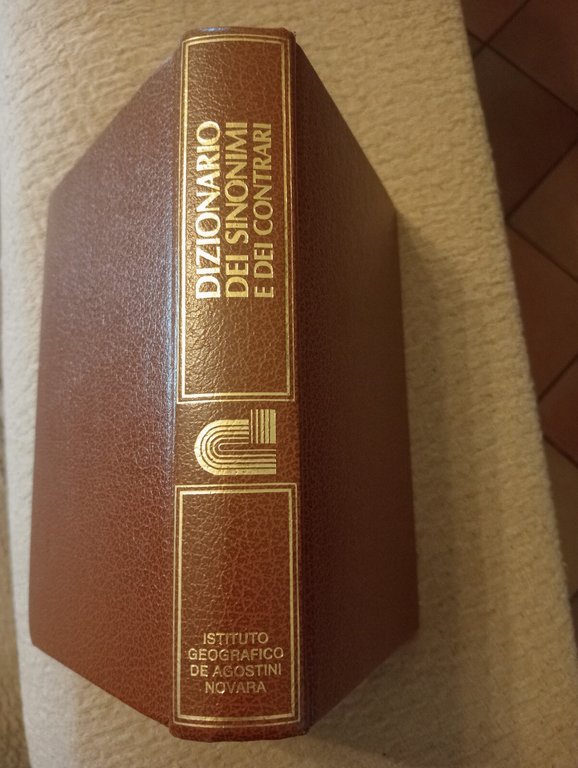 DIZIONARIO
DEI SINONIMI
E DEI CONTRARI
ISTITUTO
GEOGRAFICO
DE AGOSTINI
NOVARA